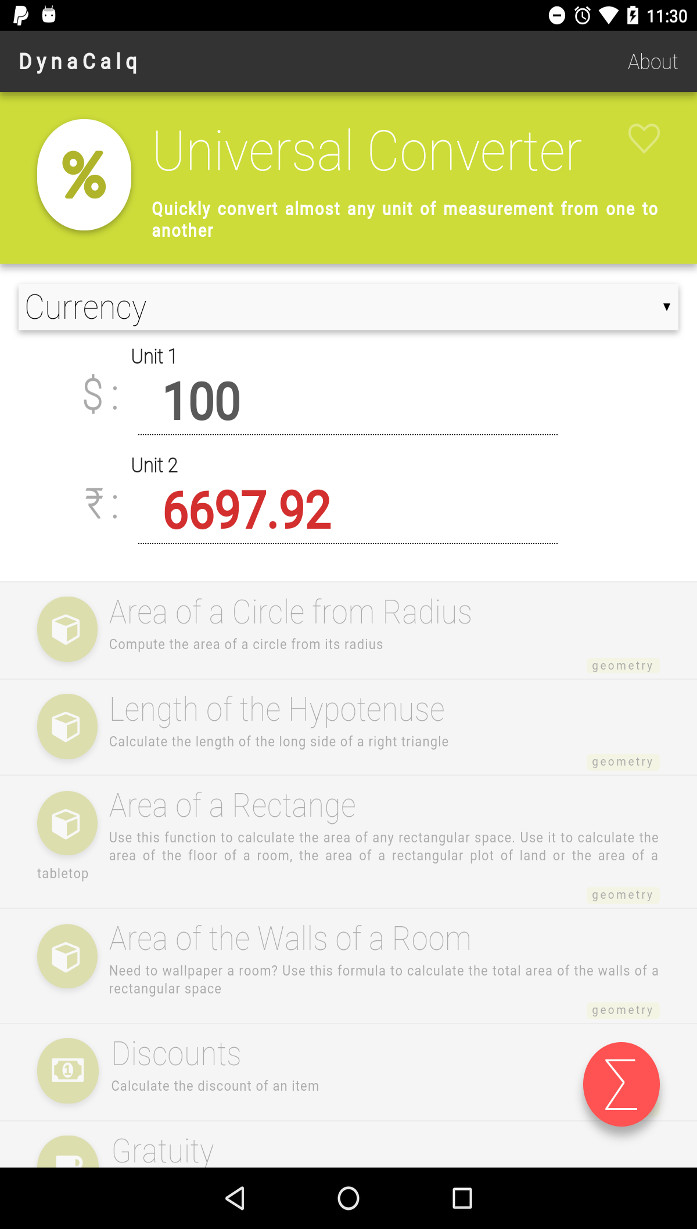 11:30
DynaCalq About
%
Universal Converter
Quickly convert almost any unit of measurement from one to
another
Currency
Unit 1
$: 100
Unit 2
₹: 6697.92
Area of a Circle from Radius
Compute the area of a circle from its radius
geometry
Length of the Hypotenuse
Calculate the length of the long side of a right triangle
geometry
Area of a Rectange
Use this function to calculate the area of any rectangular space. Use it to calculate the
area of the floor of a room, the area of a rectangular plot of land or the area of a
tabletop
geometry
Area of the Walls of a Room
Need to wallpaper a room? Use this formula to calculate the total area of the walls of a
rectangular space
geometry
1
Discounts
Calculate the discount of an item
∑
Gratuity